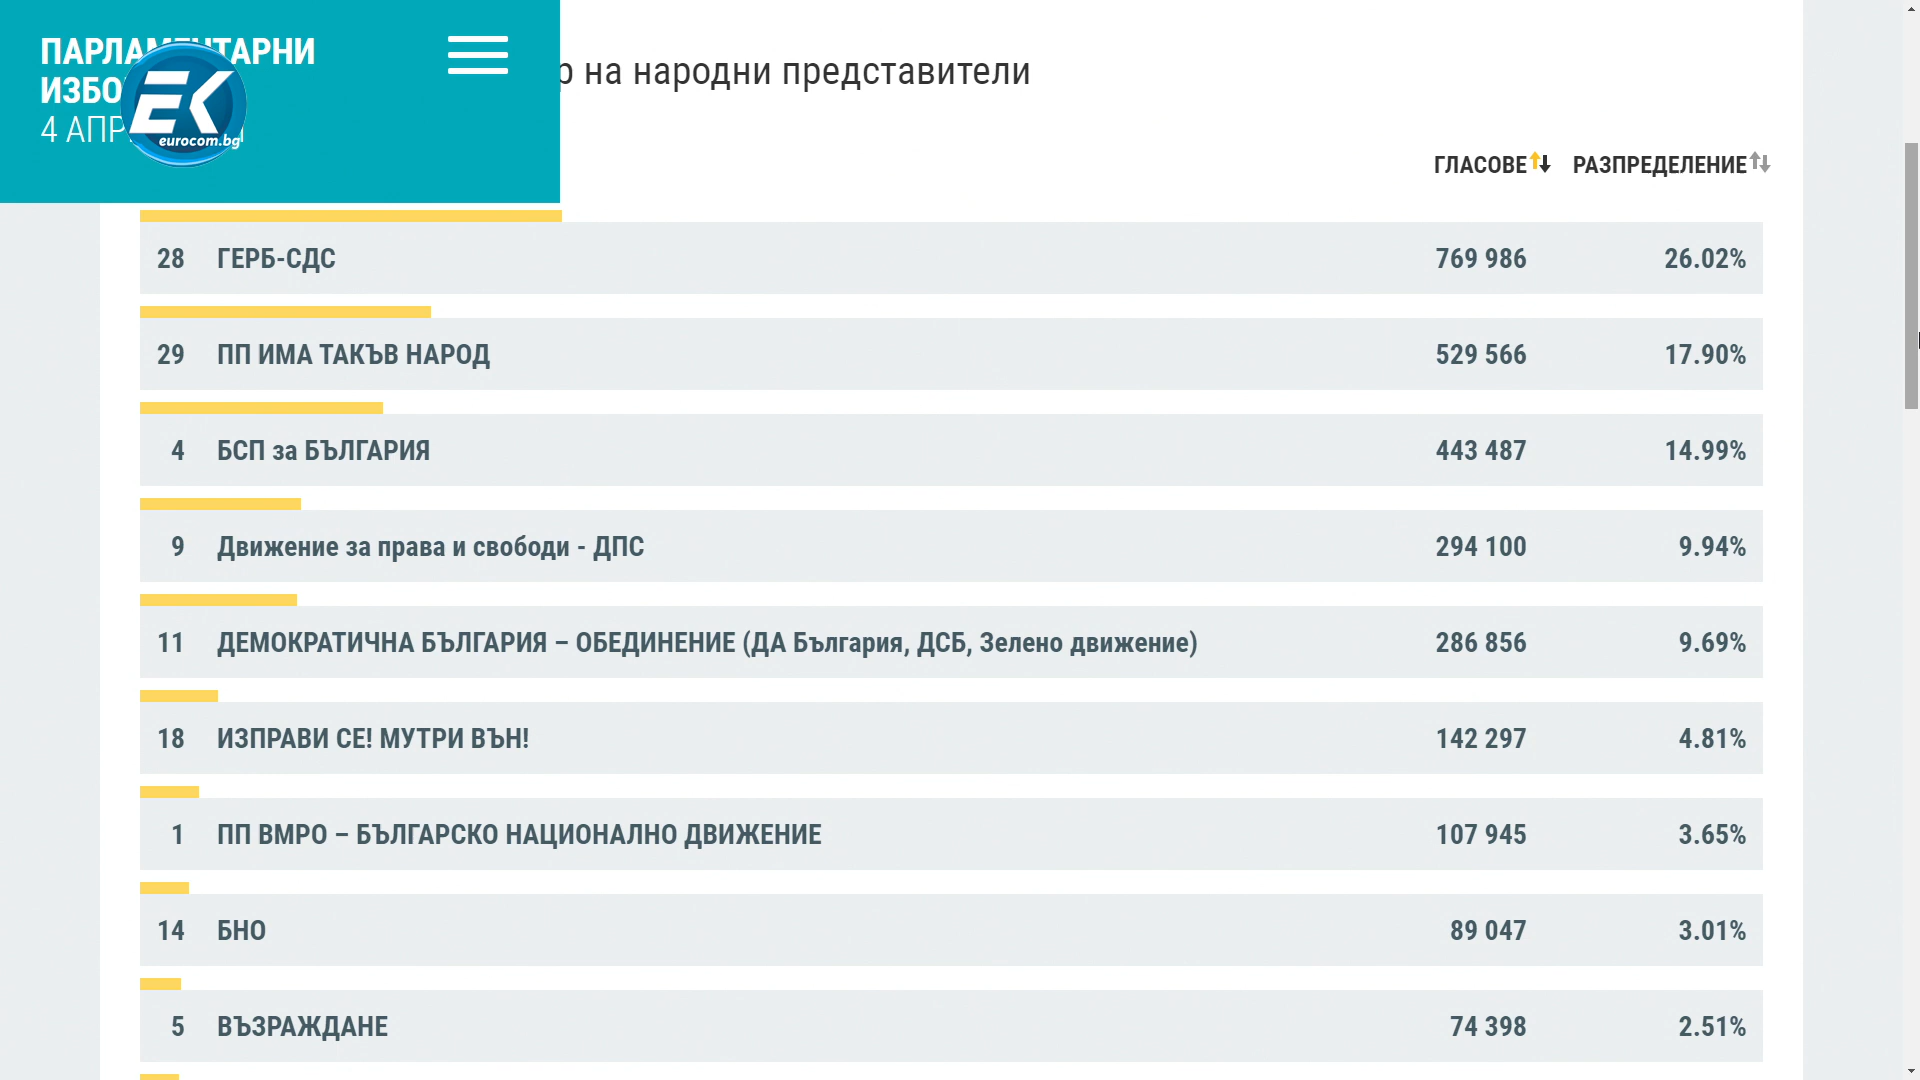 ПАРЛАМЕНТАРНИ
4
EK
eurocom.bg
на народни представители
ГЛАСОВЕ РАЗПРЕДЕЛЕНИЕ
28 ГЕРБ-СДС 769 986 26.02%
29 ПП ИМА ТАКЪВ НАРОД 529 566 17.90%
4 БСП за БЪЛГАРИЯ 443 487 14.99%
9 Движение за права и свободи - ДПС 294 100 9.94%
11 ДЕМОКРАТИЧНА БЪЛГАРИЯ – ОБЕДИНЕНИЕ (ДА България, ДСБ, Зелено движение) 286 856 9.69%
18 ИЗПРАВИ СЕ! МУТРИ ВЪН! 142 297 4.81%
1 ПП ВМРО – БЪЛГАРСКО НАЦИОНАЛНО ДВИЖЕНИЕ 107 945 3.65%
14 БНО 89 047 3.01%
5 ВЪЗРАЖДАНЕ 74 398 2.51%